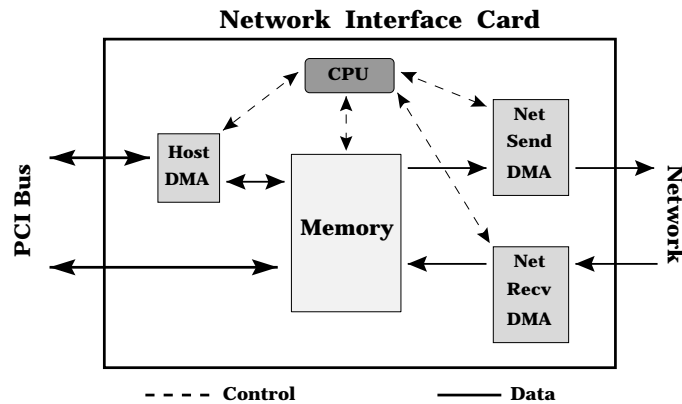 Network Interface Card
CPU
Host
DMA
Memory
Net
Send
DMA
Net
Recv
DMA
PCI Bus
Network
Control
Data